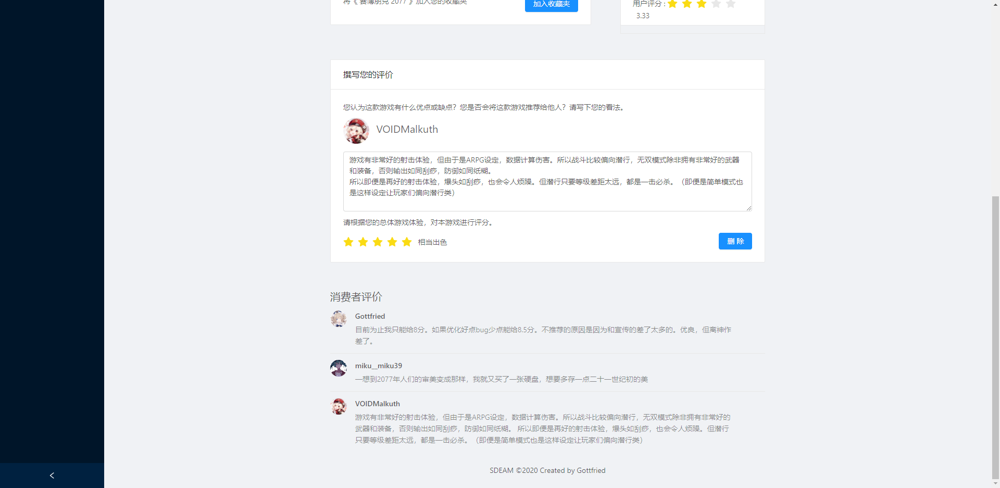 将《 赛博朋克 2077 》加入您的收藏夹
加入收藏夹
用户评分 :
3.33
撰写您的评价
您认为这款游戏有什么优点或缺点？您是否会将这款游戏推荐给他人？请写下您的看法。
VOIDMalkuth
游戏有非常好的射击体验，但由于是ARPG设定，数据计算伤害。所以战斗比较偏向潜行，无双模式除非拥有非常好的武器
和装备，否则输出如同刮痧，防御如同纸糊。
所以即便是再好的射击体验，爆头如刮痧，也会令人烦躁。但潜行只要等级差距太远，都是一击必杀。（即便是简单模式也
是这样设定让玩家们偏向潜行类）
请根据您的总体游戏体验，对本游戏进行评分。
相当出色
删 除
消费者评价
Gottfried
目前为止我只能给8分。如果优化好点bug少点能给8.5分。不推荐的原因是因为和宣传的差了太多的。优良，但离神作
差了。
miku__miku39
一想到2077年人们的审美变成那样，我就又买了一张硬盘，想要多存一点二十一世纪初的美
VOIDMalkuth
游戏有非常好的射击体验，但由于是ARPG设定，数据计算伤害。所以战斗比较偏向潜行，无双模式除非拥有非常好的
武器和装备，否则输出如同刮痧，防御如同纸糊。 所以即便是再好的射击体验，爆头如刮痧，也会令人烦躁。但潜行
只要等级差距太远，都是一击必杀。（即便是简单模式也是这样设定让玩家们偏向潜行类）
SDEAM ©2020 Created by Gottfried